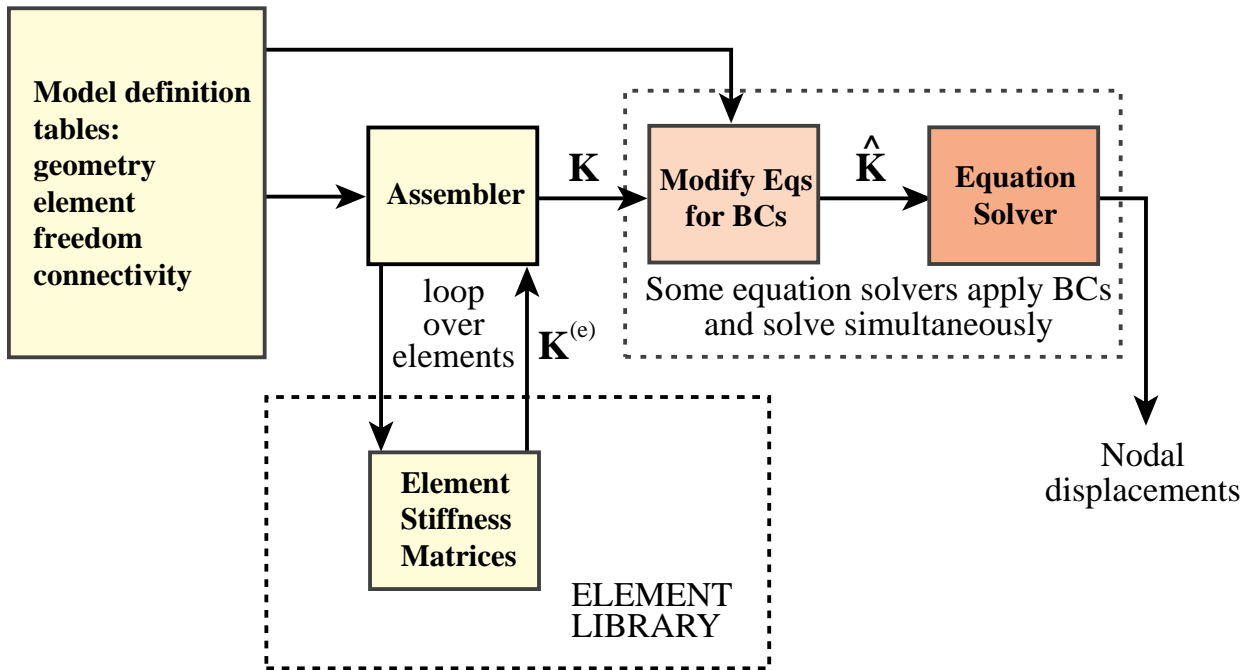 Model definition
tables:
geometry
element
freedom
connectivity
Assembler
K
Modify Eqs
for BCs
K̂
Equation
Solver
Some equation solvers apply BCs
and solve simultaneously
loop
over
elements
K(e)
Element
Stiffness
Matrices
ELEMENT
LIBRARY
Nodal
displacements